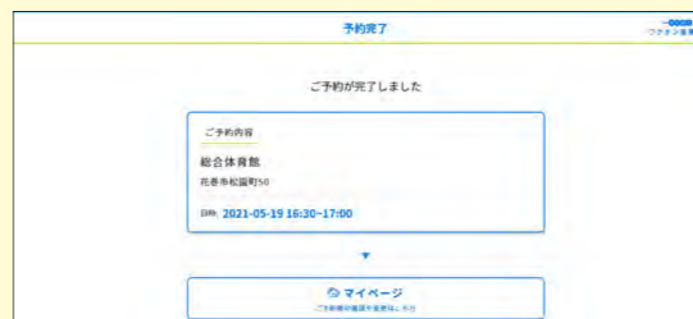 予約完了
ご予約が完了しました
ご予約内容
総合体育館
花巻市松園町50
日時: 2021-05-19 16:30~17:00
▼
マイページ